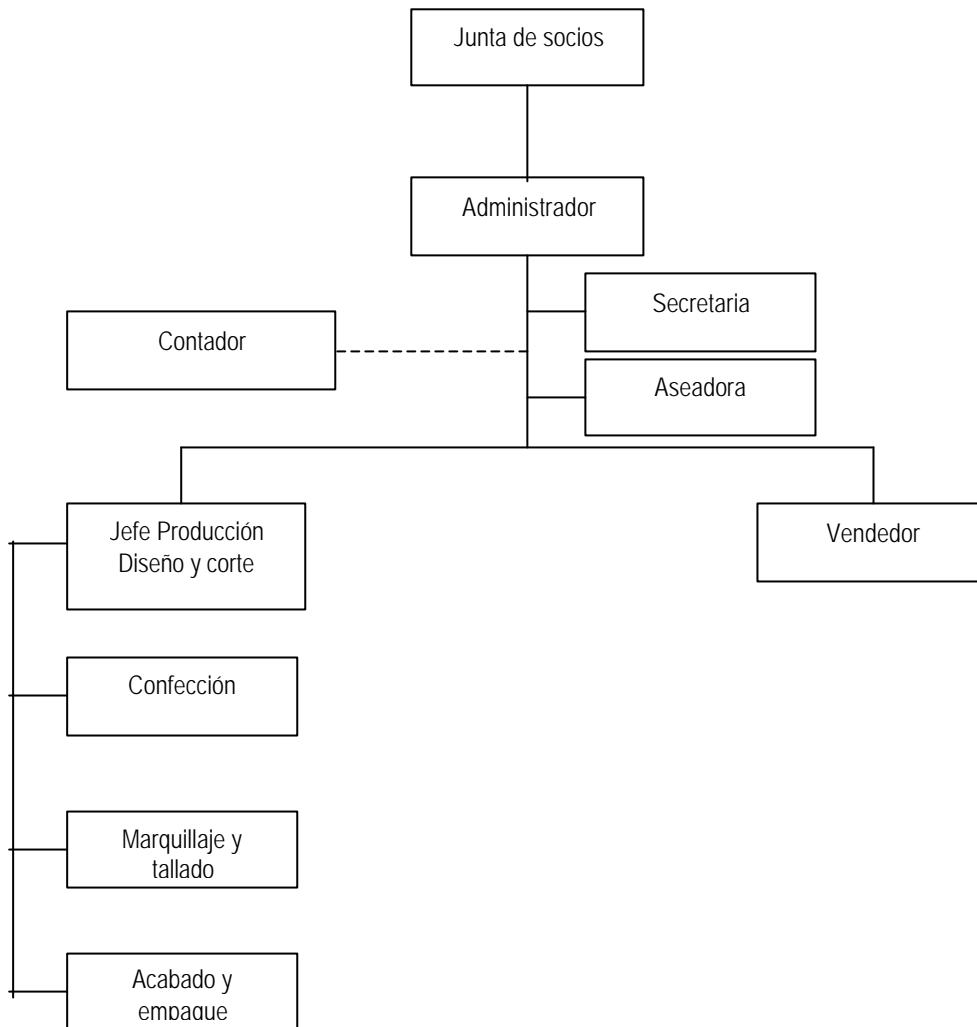 Junta de socios
Administrador
Secretaria
Contador
Aseadora
Jefe Producción
Diseño y corte
Vendedor
Confección
Marquillaje y
tallado
Acabado y
empaque